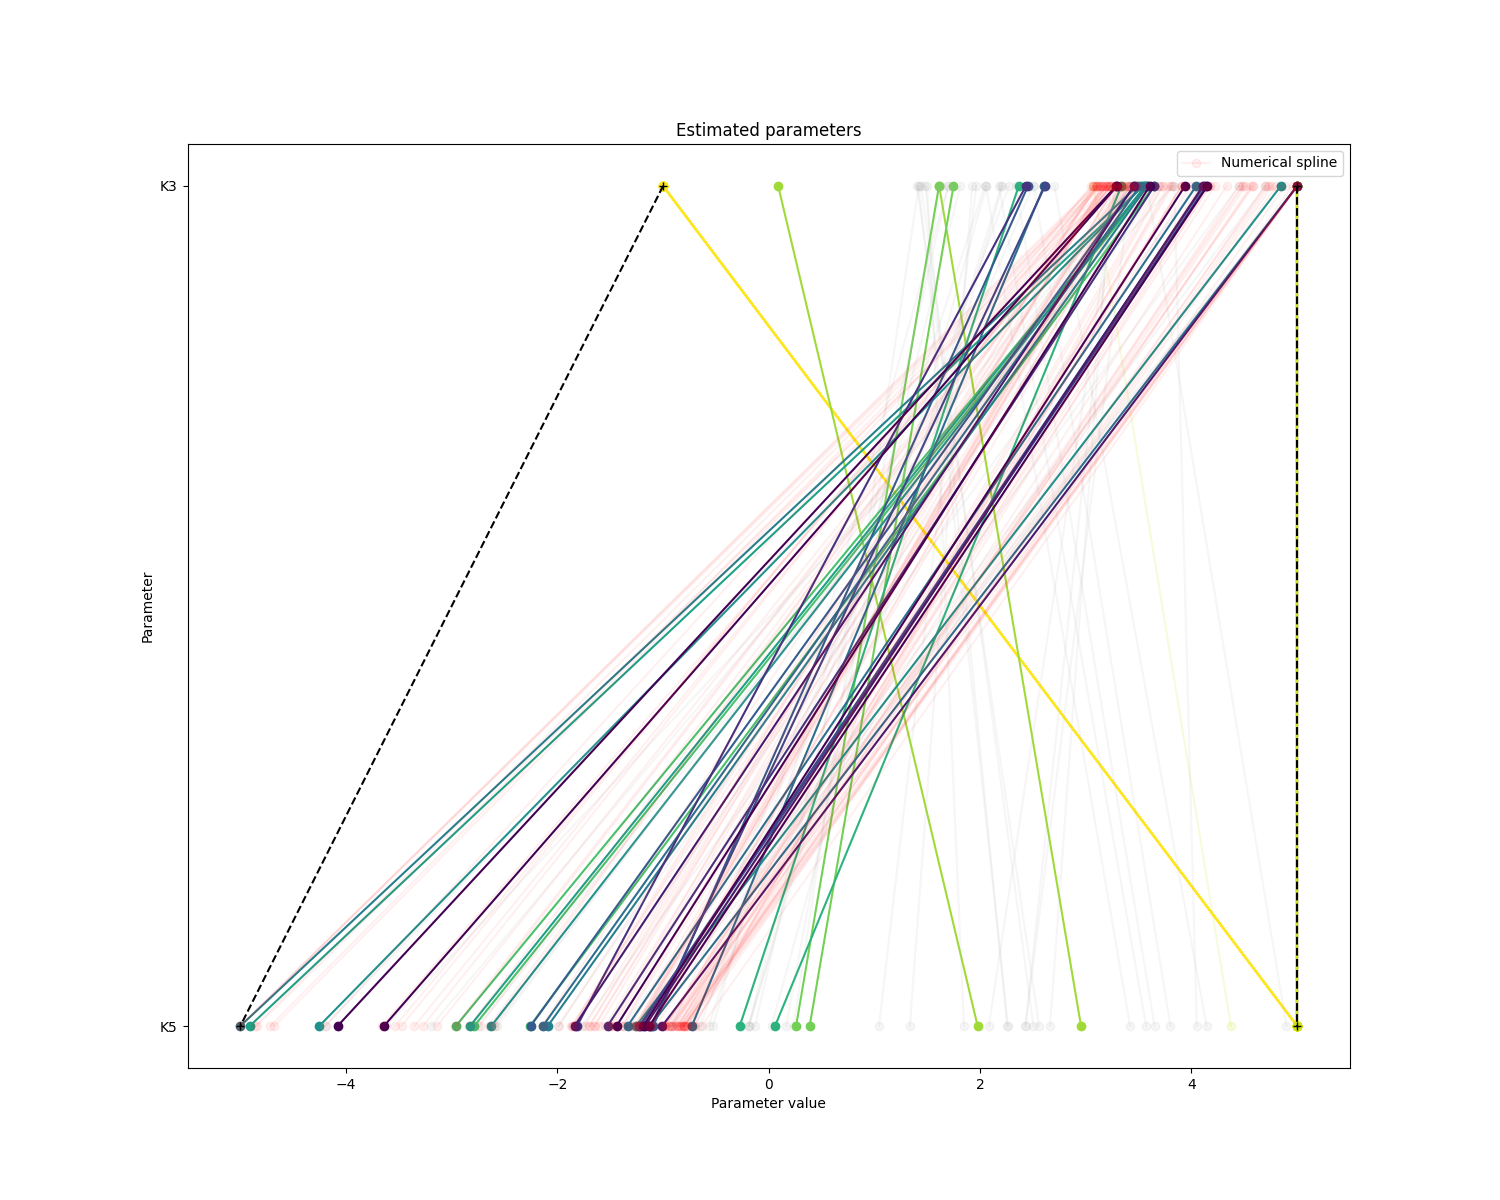 Estimated parameters
Numerical spline
K3
Parameter
K5
−4
−2
0
2
4
Parameter value